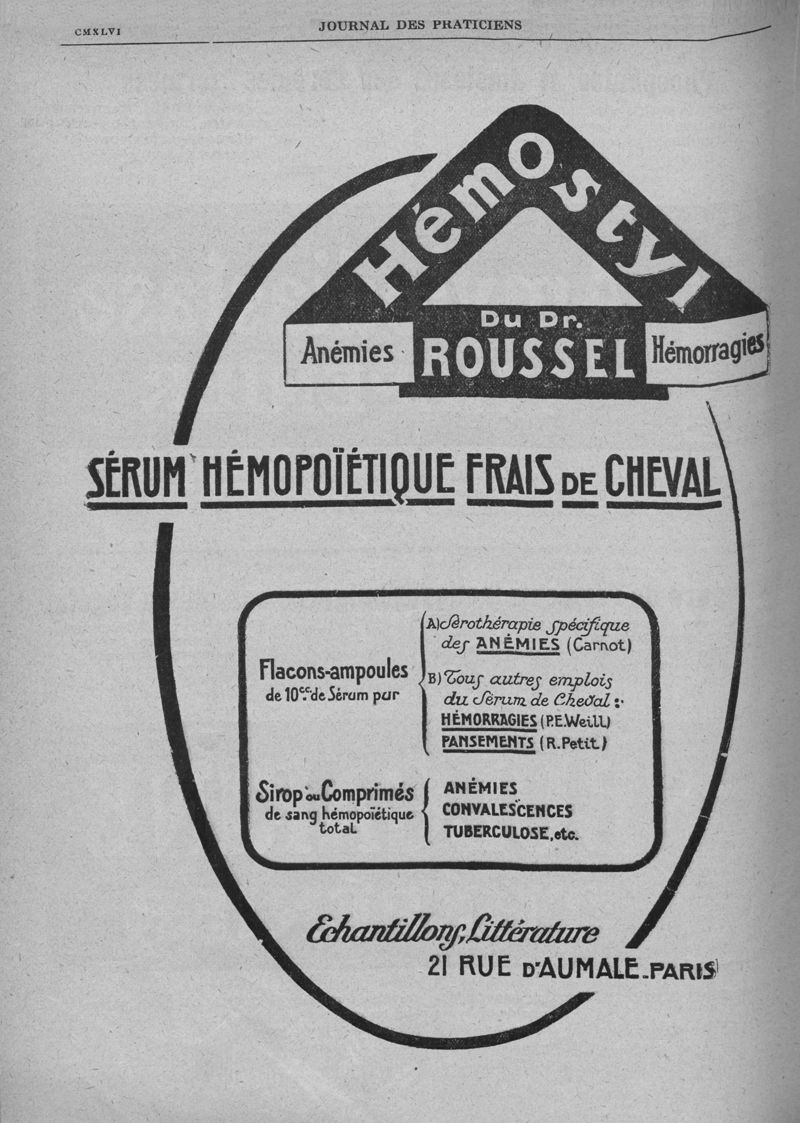 CMXLVI
JOURNAL DES PRATICIENS
Hémostyl
Du Dr.
Anémies
ROUSSEL
Hémorragies
SÉRUM HÉMOPOÏÉTIQUE FRAIS DE CHEVAL
Flacons-ampoules
de 10cc. de Sérum pur
A) Sérothérapie spécifique
des ANÉMIES (Carnot)
B) Tous autres emplois
du Sérum de Cheval :
HÉMORRAGIES (P.E.Weill)
PANSEMENTS (R.Petit)
Sirop ou Comprimés
de sang hémopoïétique
total
ANÉMIES
CONVALESCENCES
TUBERCULOSE, etc.
Echantillons, Littérature
21 RUE D'AUMALE-PARIS